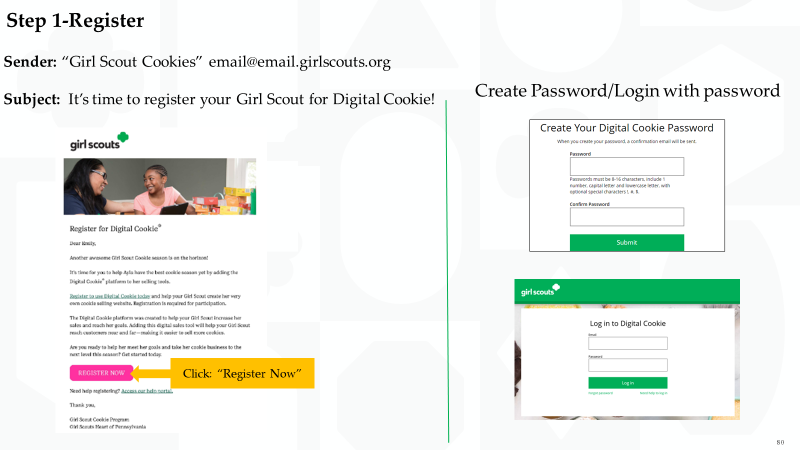 Step 1-Register
Sender: “Girl Scout Cookies” email@email.girlscouts.org
Subject: It’s time to register your Girl Scout for Digital Cookie!
girl scouts
Register for Digital Cookie®
Dear Emily,
Another awesome Girl Scout Cookie season is on the horizon!
It's time for you to help Ayla have the best cookie season yet by adding the
Digital Cookie® platform to her selling tools.
Register to use Digital Cookie today and help your Girl Scout create her very
own cookie selling website. Registration is required for participation.
The Digital Cookie platform was created to help your Girl Scout increase her
sales and reach her goals. Adding this digital sales tool will help your Girl Scout
reach customers near and far—making it easier to sell more cookies.
Are you ready to help her meet her goals and take her cookie business to the
next level this season? Get started today.
REGISTER NOW
Click: “Register Now”
Need help registering? Access our help portal.
Thank you,
Girl Scout Cookie Program
Girl Scouts Heart of Pennsylvania
Create Password/Login with password
Create Your Digital Cookie Password
When you create your password, a confirmation email will be sent.
Password
Passwords must be 8-16 characters, include 1
number, capital letter and lowercase letter, with
optional special characters !, #, $.
Confirm Password
Submit
girl scouts
Log in to Digital Cookie
Email
Password
Log in
Forgot password?
80